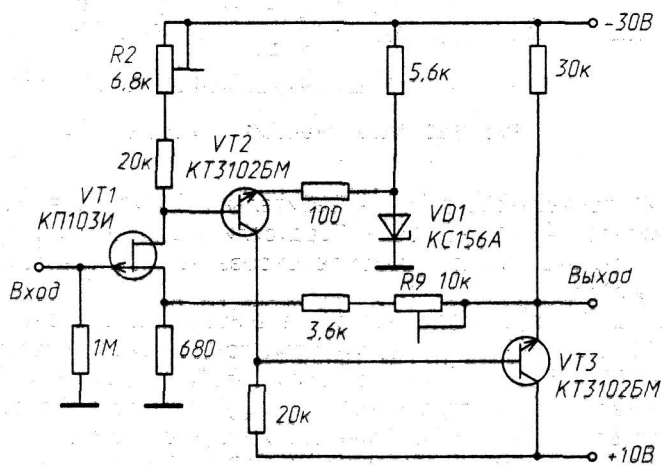 -30В
R2
6,8к
5,6к
30к
20к
VT2
КТ3102БМ
VT1
КП103И
100
VD1
КС156А
Вход
R9 10к
Выход
3,6к
1М
680
20к
VT3
КТ3102БМ
+10В